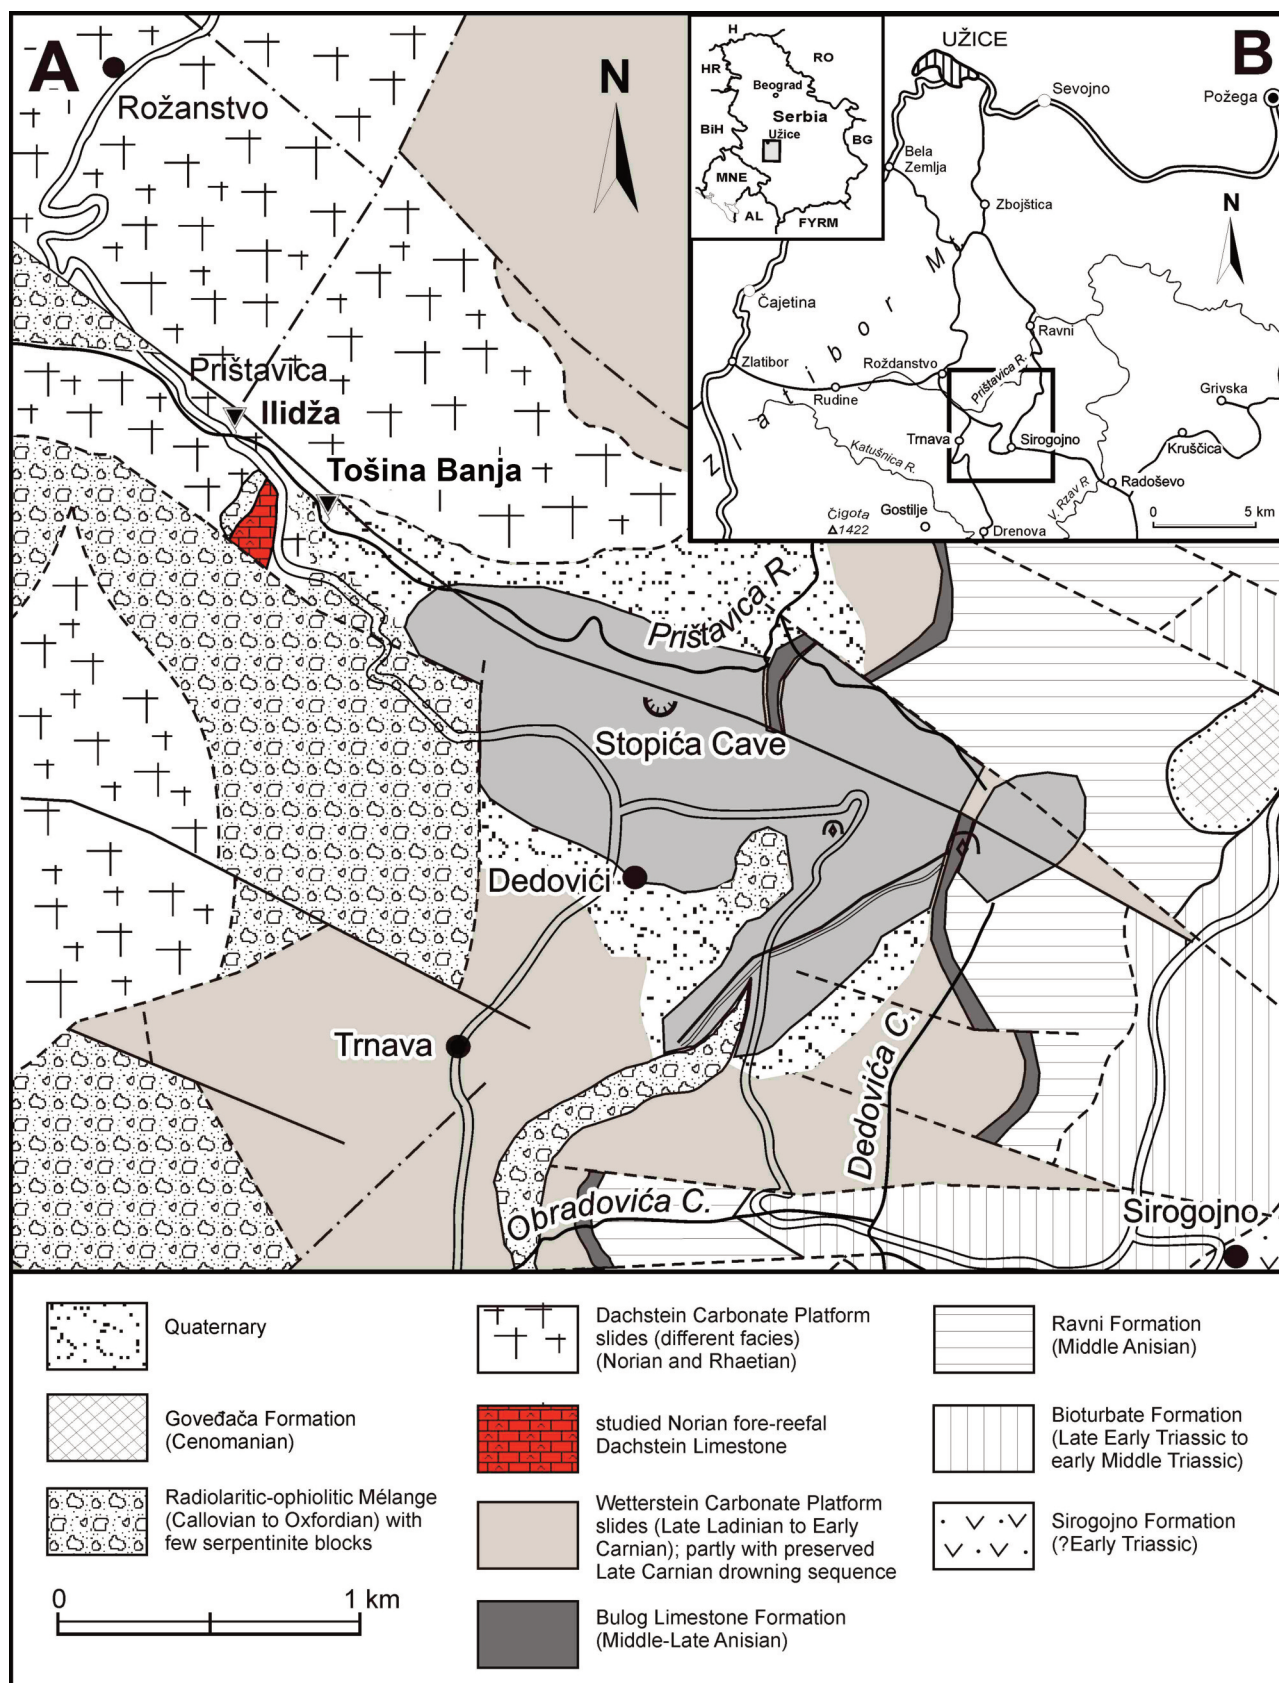 A
Rožanstvo
N
Prištavica
Ilidža
Tošina Banja
Prištavica R.
Stopića Cave
Dedovići
Trnava
Dedovića C.
Obradovića C.
Sirogojno
B
H
RO
HR
Beograd
Serbia
BiH
Užice
BG
MNE
AL
FYRM
UŽICE
Sevojno
Požega
Bela
Zemlja
Zbojštica
N
Zlatibor Mt
Čajetina
Ravni
Zlatibor
Roždanstvo
Prištavica R.
Rudine
Grivska
Trnava
Sirogojno
Kruščica
Katušnica R.
Radoševo
Čigota
1422
Gostilje
V. Rzav R
Drenova
0 5 km
Quaternary
Goveđača Formation
(Cenomanian)
Radiolaritic-ophiolitic Mélange
(Callovian to Oxfordian) with
few serpentinite blocks
0 1 km
Dachstein Carbonate Platform
slides (different facies)
(Norian and Rhaetian)
studied Norian fore-reefal
Dachstein Limestone
Wetterstein Carbonate Platform
slides (Late Ladinian to Early
Carnian); partly with preserved
Late Carnian drowning sequence
Bulog Limestone Formation
(Middle-Late Anisian)
Ravni Formation
(Middle Anisian)
Bioturbate Formation
(Late Early Triassic to
early Middle Triassic)
Sirogojno Formation
(?Early Triassic)